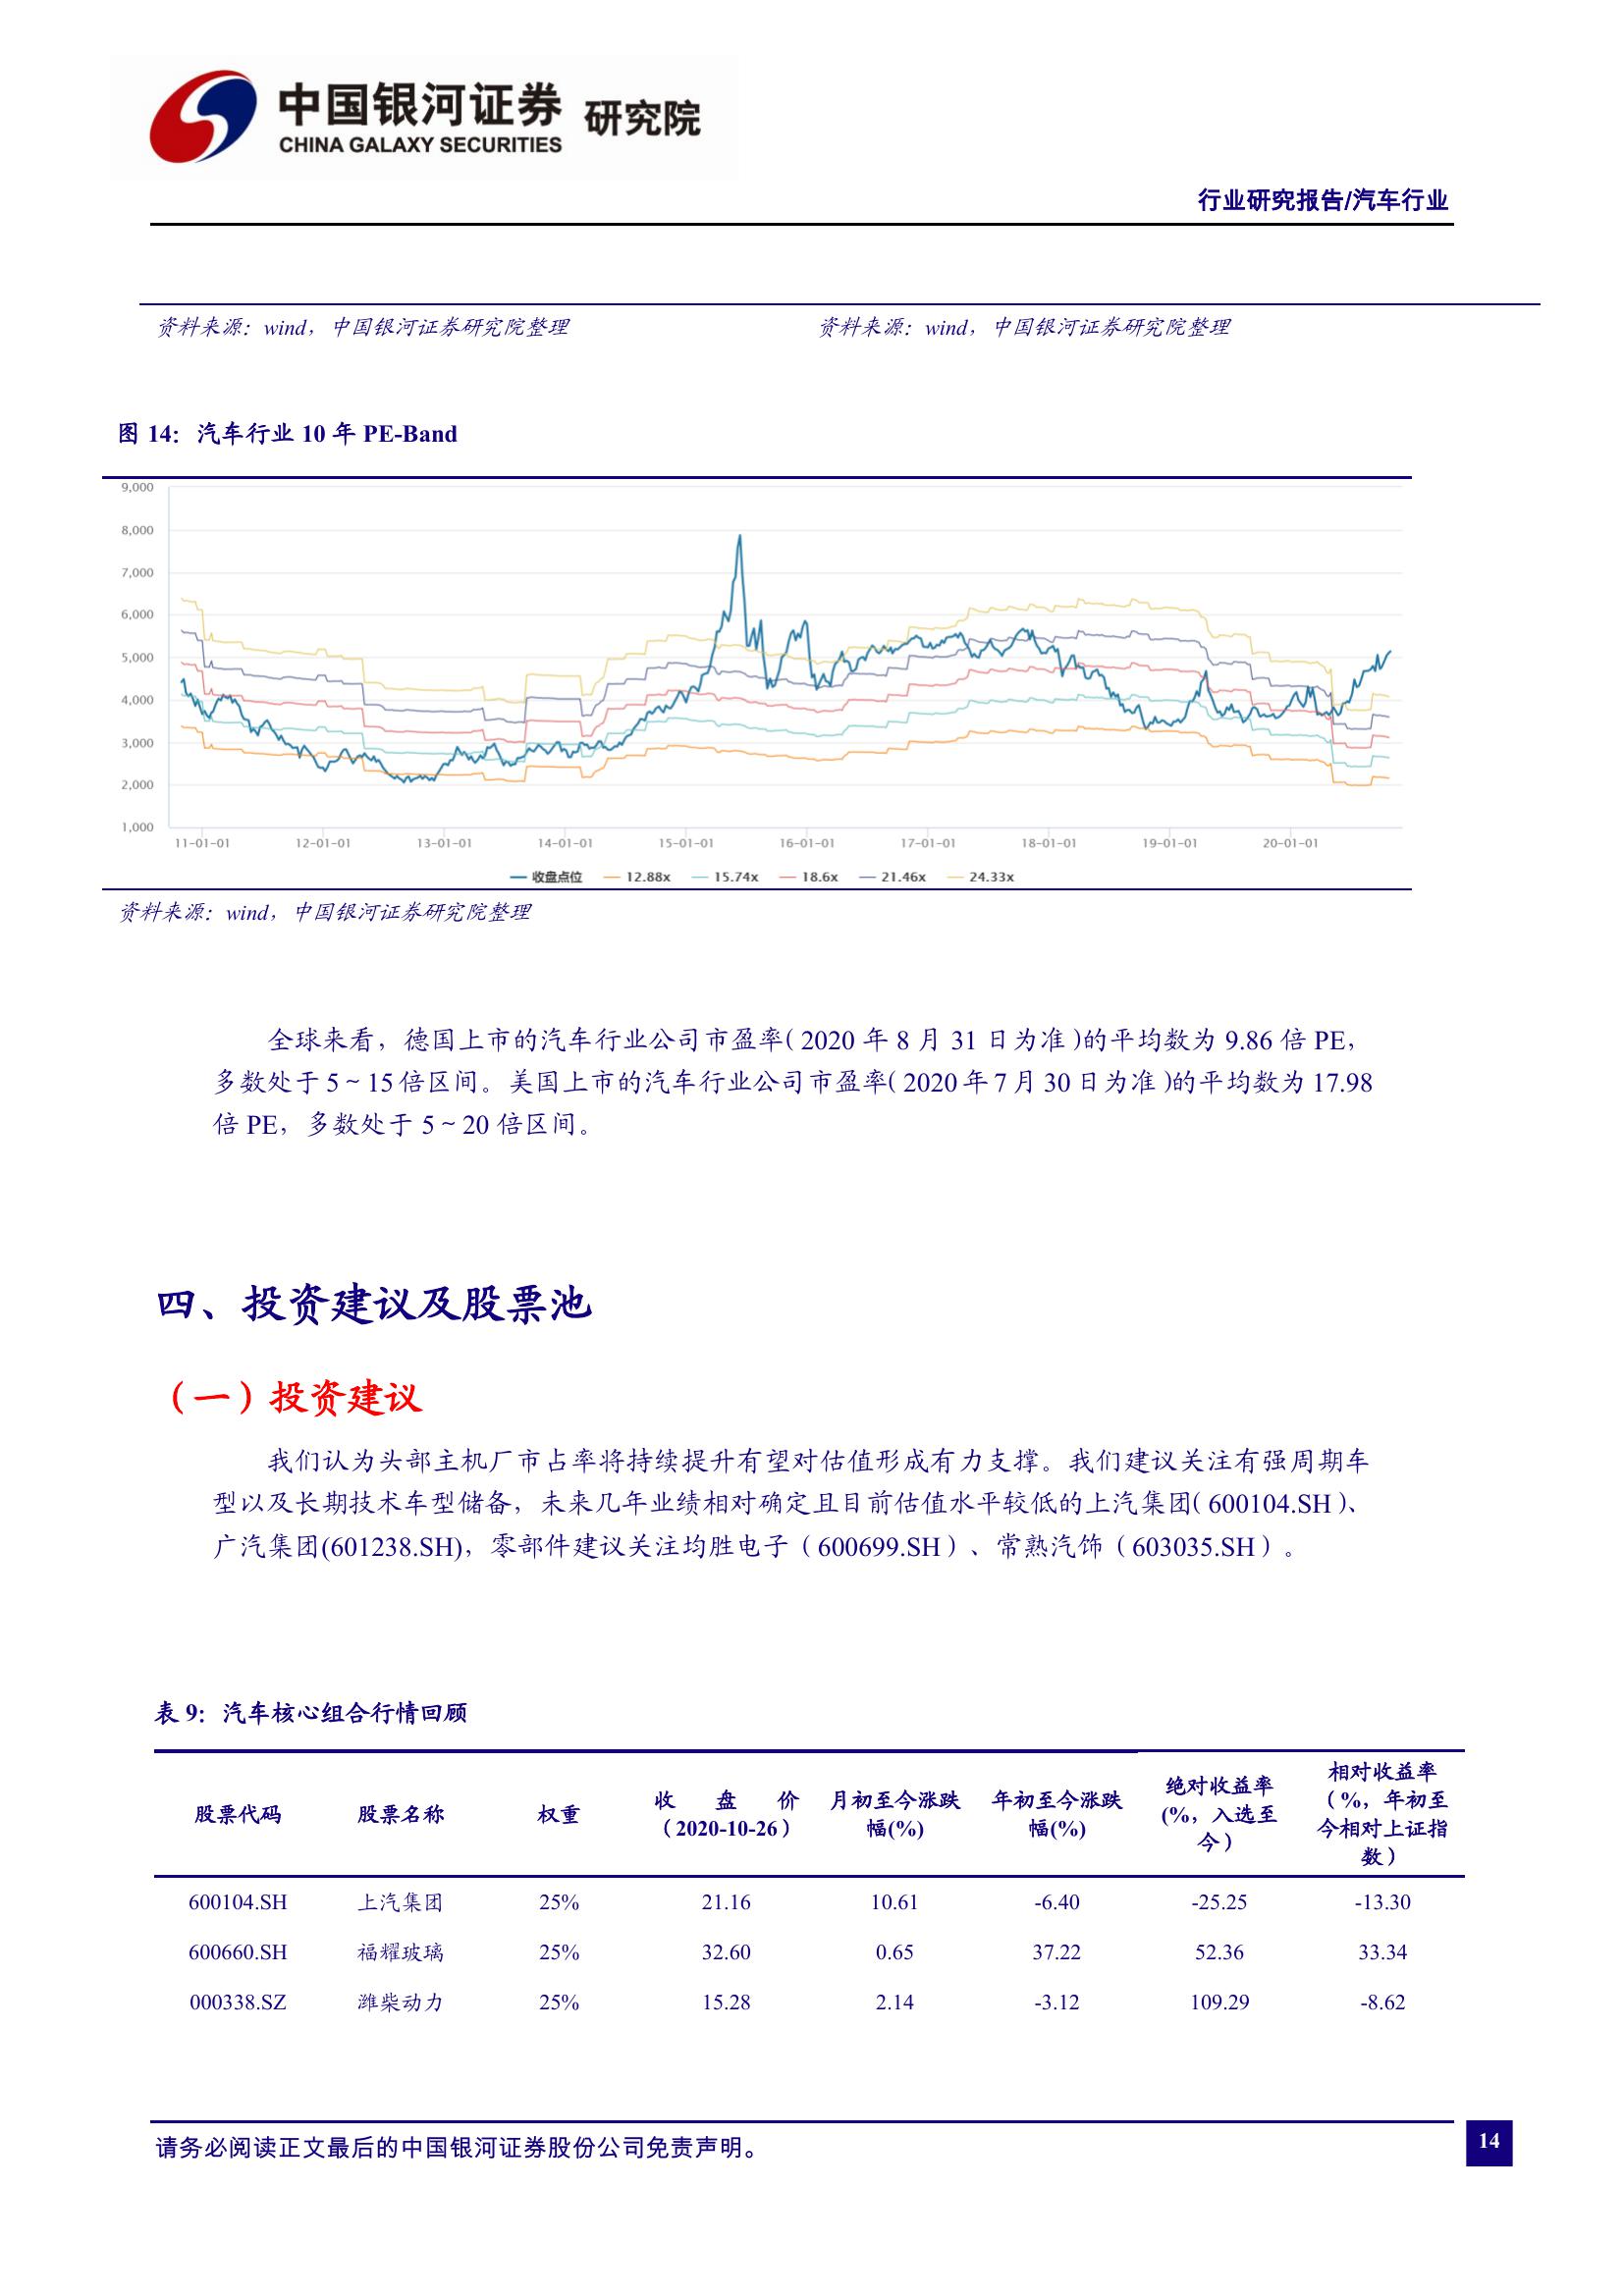 中国银河证券 研究院
CHINA GALAXY SECURITIES
行业研究报告/汽车行业
资料来源：wind，中国银河证券研究院整理
资料来源：wind，中国银河证券研究院整理
图 14：汽车行业 10 年 PE-Band
9,000
8,000
7,000
6,000
5,000
4,000
3,000
2,000
1,000
11-01-01 12-01-01 13-01-01 14-01-01 15-01-01 16-01-01 17-01-01 18-01-01 19-01-01 20-01-01
收盘点位 12.88x 15.74x 18.6x 21.46x 24.33x
资料来源：wind，中国银河证券研究院整理
全球来看，德国上市的汽车行业公司市盈率（2020 年 8 月 31 日为准）的平均数为 9.86 倍 PE，
多数处于 5～15 倍区间。美国上市的汽车行业公司市盈率（2020 年 7 月 30 日为准）的平均数为 17.98
倍 PE，多数处于 5～20 倍区间。
四、投资建议及股票池
（一）投资建议
我们认为头部主机厂市占率将持续提升有望对估值形成有力支撑。我们建议关注有强周期车
型以及长期技术车型储备，未来几年业绩相对确定且目前估值水平较低的上汽集团（600104.SH）、
广汽集团(601238.SH)，零部件建议关注均胜电子（600699.SH）、常熟汽饰（603035.SH）。
表 9：汽车核心组合行情回顾
股票代码 股票名称 权重 收盘价（2020-10-26） 月初至今涨跌幅(%) 年初至今涨跌幅(%) 绝对收益率(%，入选至今） 相对收益率（%，年初至今相对上证指数）
600104.SH 上汽集团 25% 21.16 10.61 -6.40 -25.25 -13.30
600660.SH 福耀玻璃 25% 32.60 0.65 37.22 52.36 33.34
000338.SZ 潍柴动力 25% 15.28 2.14 -3.12 109.29 -8.62
请务必阅读正文最后的中国银河证券股份公司免责声明。
14